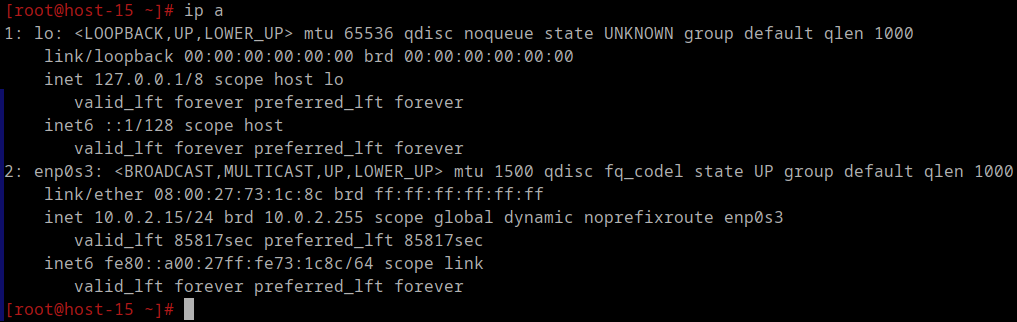 [root@host-15 ~]# ip a
1: lo: <LOOPBACK,UP,LOWER_UP> mtu 65536 qdisc noqueue state UNKNOWN group default qlen 1000
    link/loopback 00:00:00:00:00:00 brd 00:00:00:00:00:00
    inet 127.0.0.1/8 scope host lo
       valid_lft forever preferred_lft forever
    inet6 ::1/128 scope host
       valid_lft forever preferred_lft forever
2: enp0s3: <BROADCAST,MULTICAST,UP,LOWER_UP> mtu 1500 qdisc fq_codel state UP group default qlen 1000
    link/ether 08:00:27:73:1c:8c brd ff:ff:ff:ff:ff:ff
    inet 10.0.2.15/24 brd 10.0.2.255 scope global dynamic noprefixroute enp0s3
       valid_lft 85817sec preferred_lft 85817sec
    inet6 fe80::a00:27ff:fe73:1c8c/64 scope link
       valid_lft forever preferred_lft forever
[root@host-15 ~]#